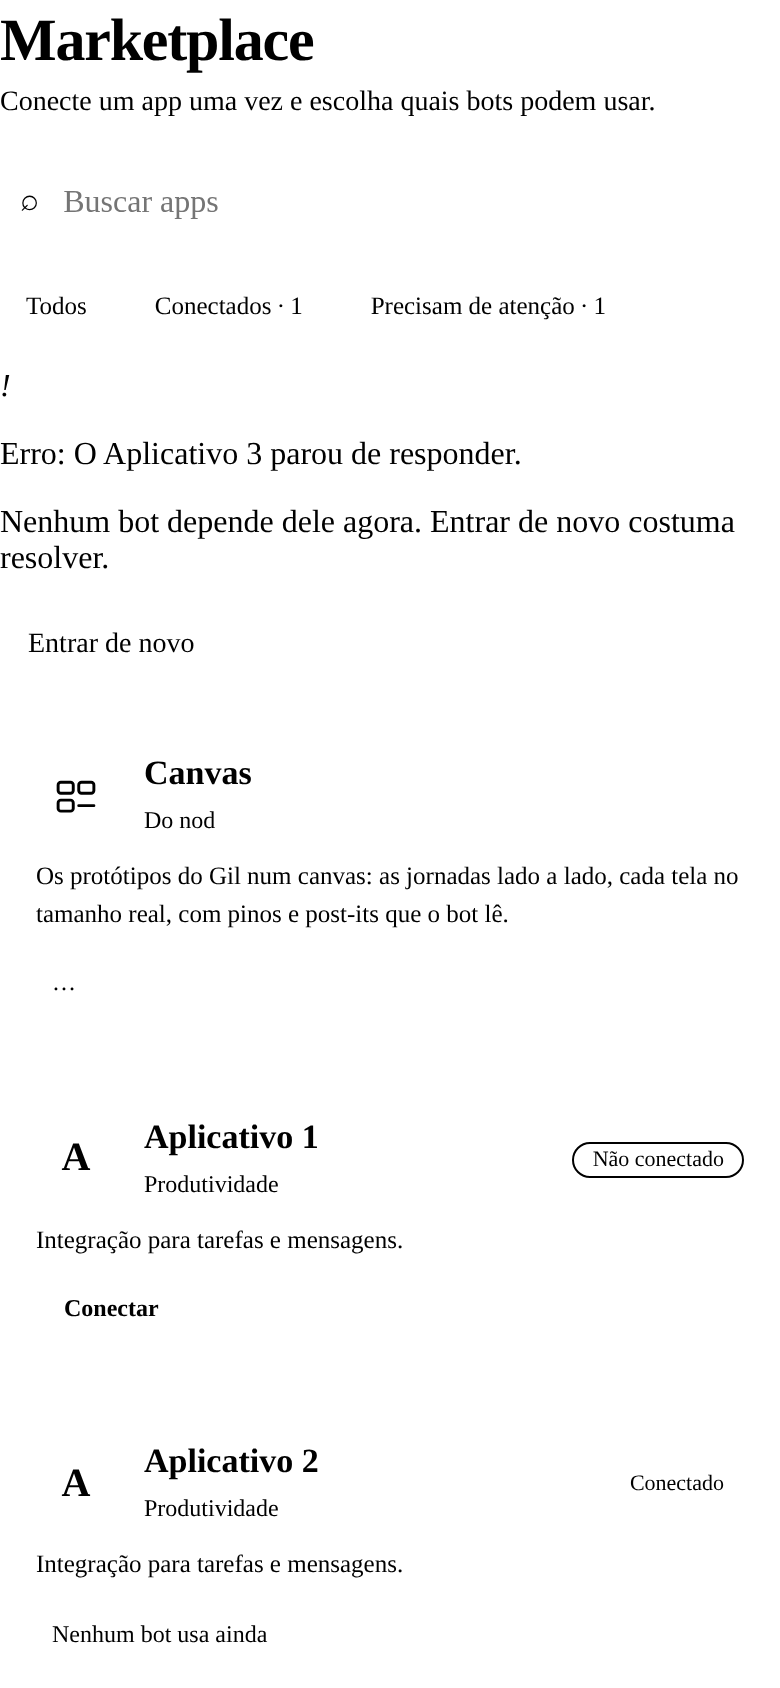 Marketplace
Conecte um app uma vez e escolha quais bots podem usar.
Buscar apps
Todos Conectados · 1 Precisam de atenção · 1
!
Erro: O Aplicativo 3 parou de responder.
Nenhum bot depende dele agora. Entrar de novo costuma
resolver.
Entrar de novo
Canvas
Do nod
Os protótipos do Gil num canvas: as jornadas lado a lado, cada tela no
tamanho real, com pinos e post-its que o bot lê.
…
A
Aplicativo 1
Não conectado
Produtividade
Integração para tarefas e mensagens.
Conectar
A
Aplicativo 2
Conectado
Produtividade
Integração para tarefas e mensagens.
Nenhum bot usa ainda